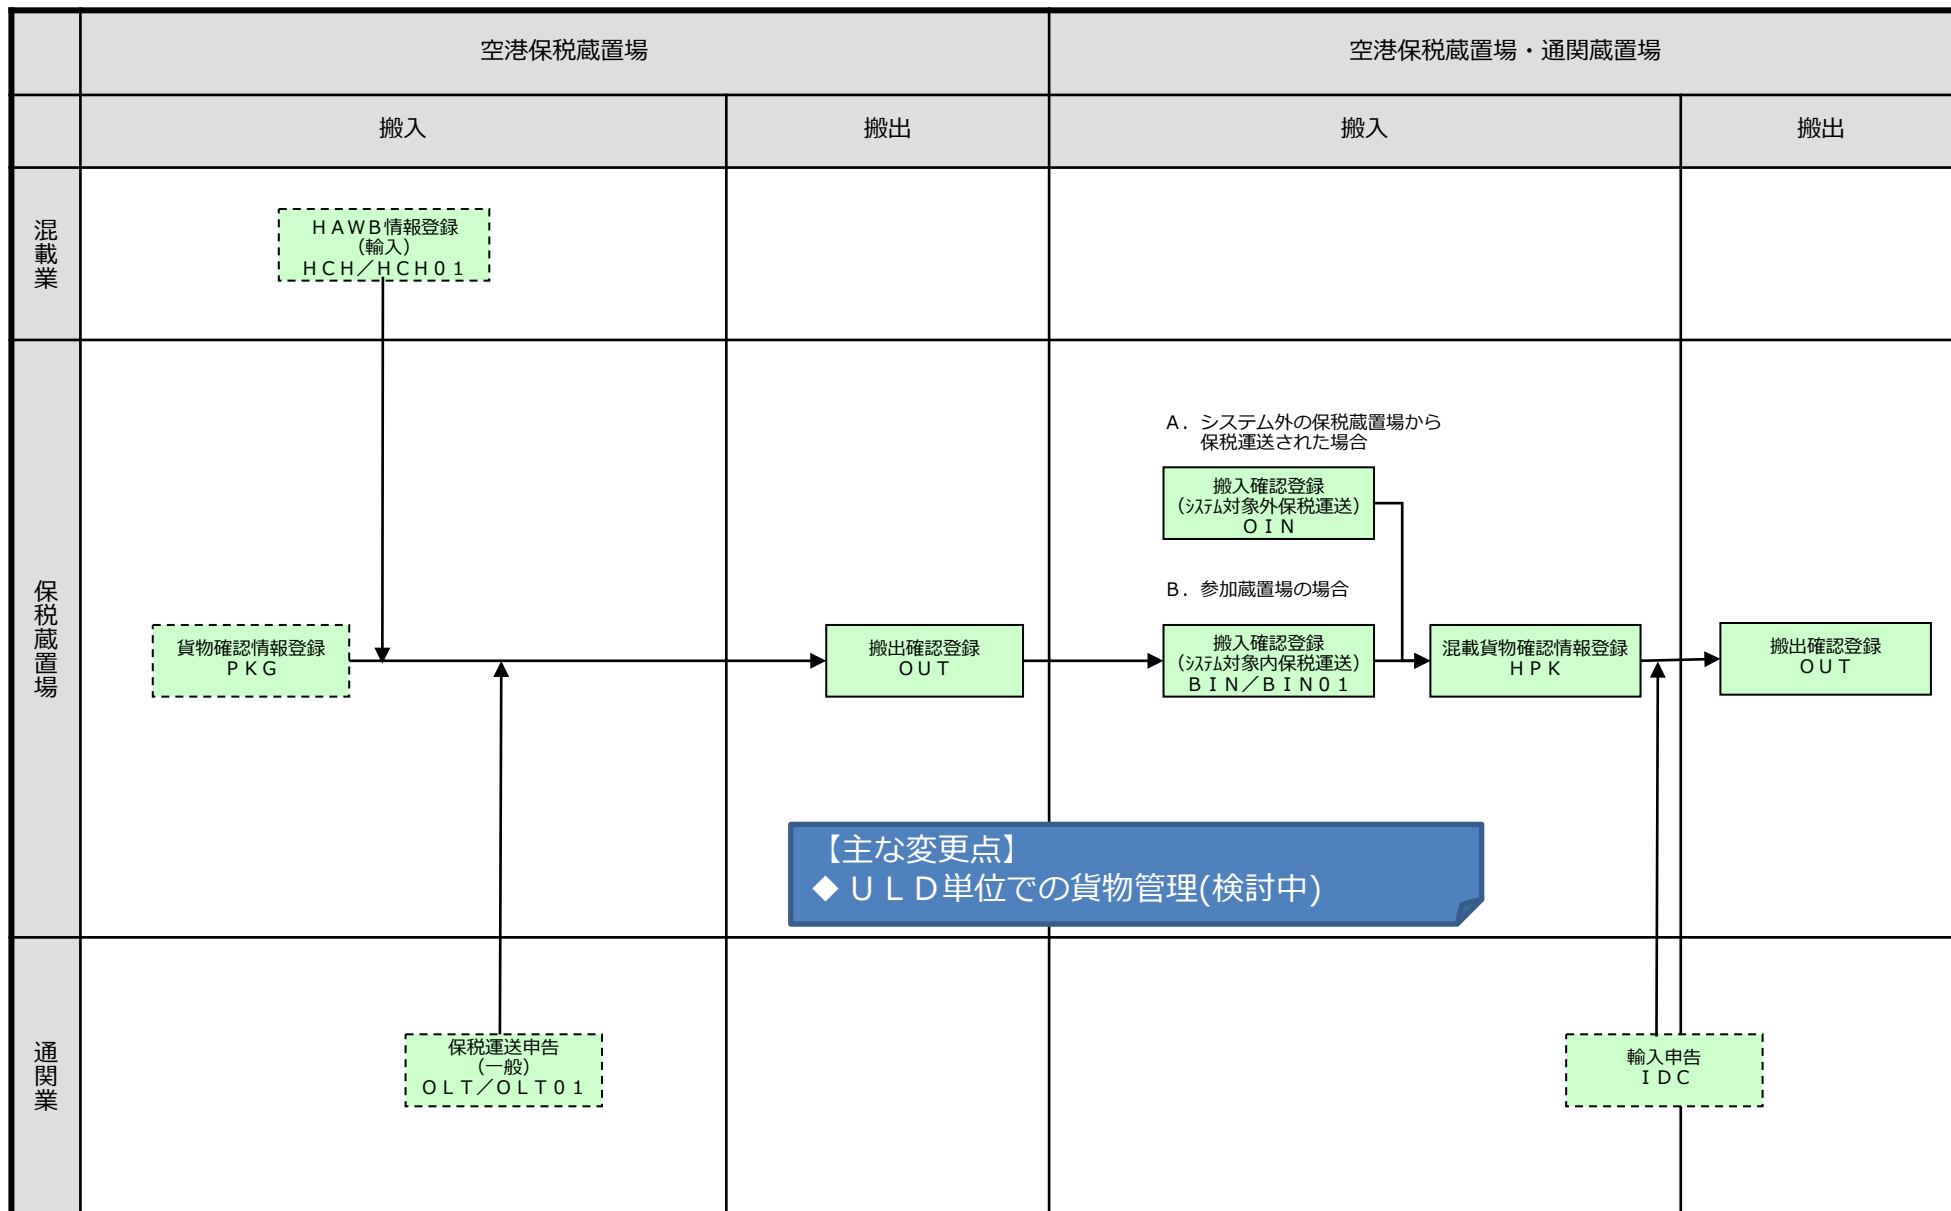 空港保税蔵置場
空港保税蔵置場・通関蔵置場
搬入
搬出
搬入
搬出
混載業
ＨＡＷＢ情報登録
（輸入）
ＨＣＨ／ＨＣＨ０１
保税蔵置場
Ａ．システム外の保税蔵置場から
保税運送された場合
搬入確認登録
（ｼｽﾃﾑ対象外保税運送）
ＯＩＮ
Ｂ．参加蔵置場の場合
貨物確認情報登録
ＰＫＧ
搬出確認登録
ＯＵＴ
搬入確認登録
（ｼｽﾃﾑ対象内保税運送）
ＢＩＮ／ＢＩＮ０１
混載貨物確認情報登録
ＨＰＫ
搬出確認登録
ＯＵＴ
【主な変更点】
◆ＵＬＤ単位での貨物管理(検討中)
通関業
保税運送申告
（一般）
ＯＬＴ／ＯＬＴ０１
輸入申告
ＩＤＣ